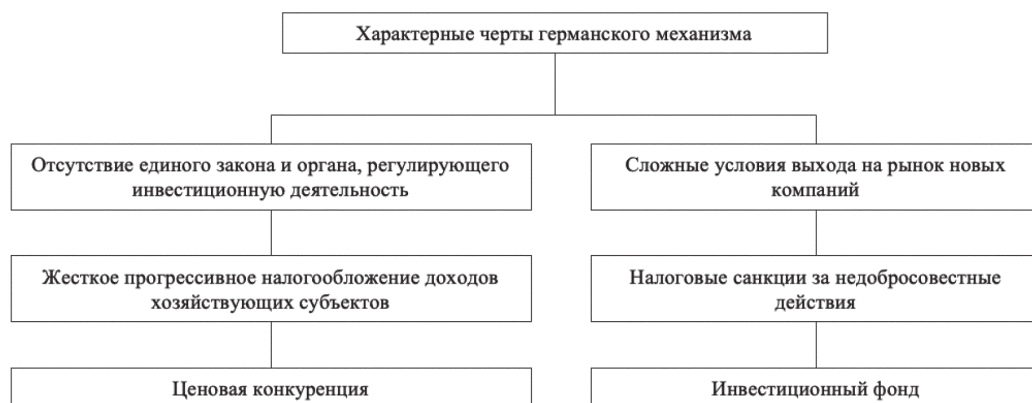 Характерные черты германского механизма
Отсутствие единого закона и органа, регулирующего
инвестиционную деятельность
Сложные условия выхода на рынок новых
компаний
Жесткое прогрессивное налогообложение доходов
хозяйствующих субъектов
Налоговые санкции за недобросовестные
действия
Ценовая конкуренция
Инвестиционный фонд